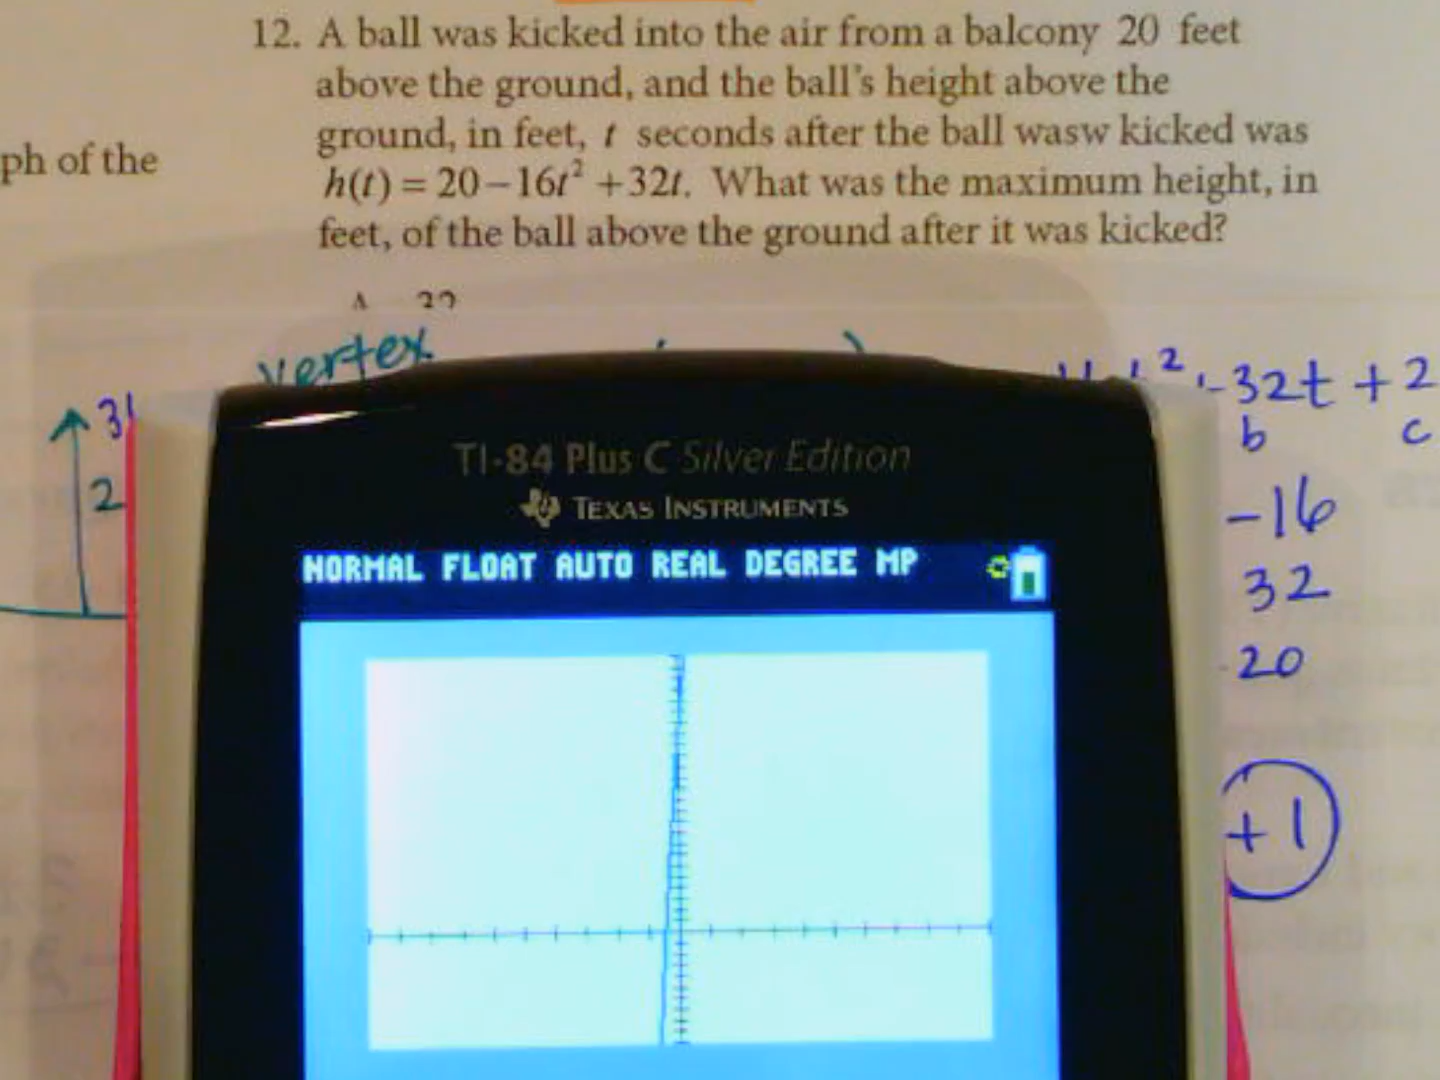 12. A ball was kicked into the air from a balcony 20 feet
above the ground, and the ball's height above the
ground, in feet, t seconds after the ball wasw kicked was
ph of the
h(t) = 20 – 16t² + 32t. What was the maximum height, in
feet, of the ball above the ground after it was kicked?
vertex
-32t + 2
b c
31
2
TI-84 Plus C Silver Edition
TEXAS INSTRUMENTS
-16
NORMAL FLOAT AUTO REAL DEGREE MP
32
20
+1